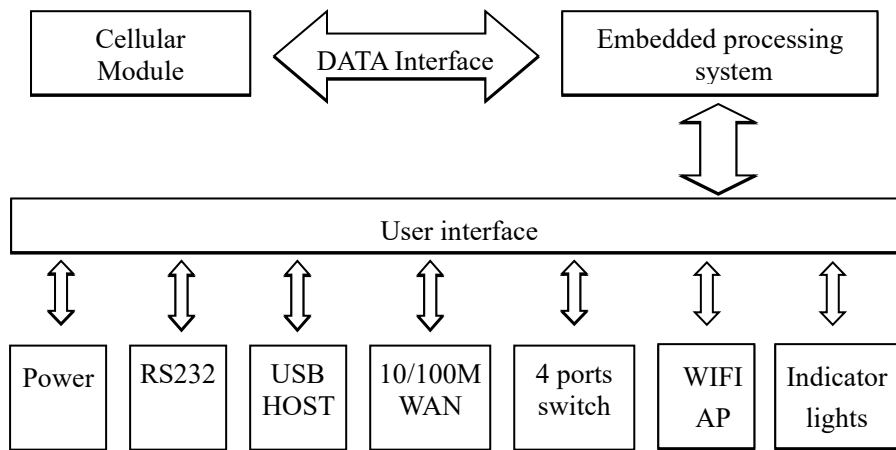 Cellular
Module
DATA Interface
Embedded processing
system
User interface
Power
RS232
USB
HOST
10/100M
WAN
4 ports
switch
WIFI
AP
Indicator
lights